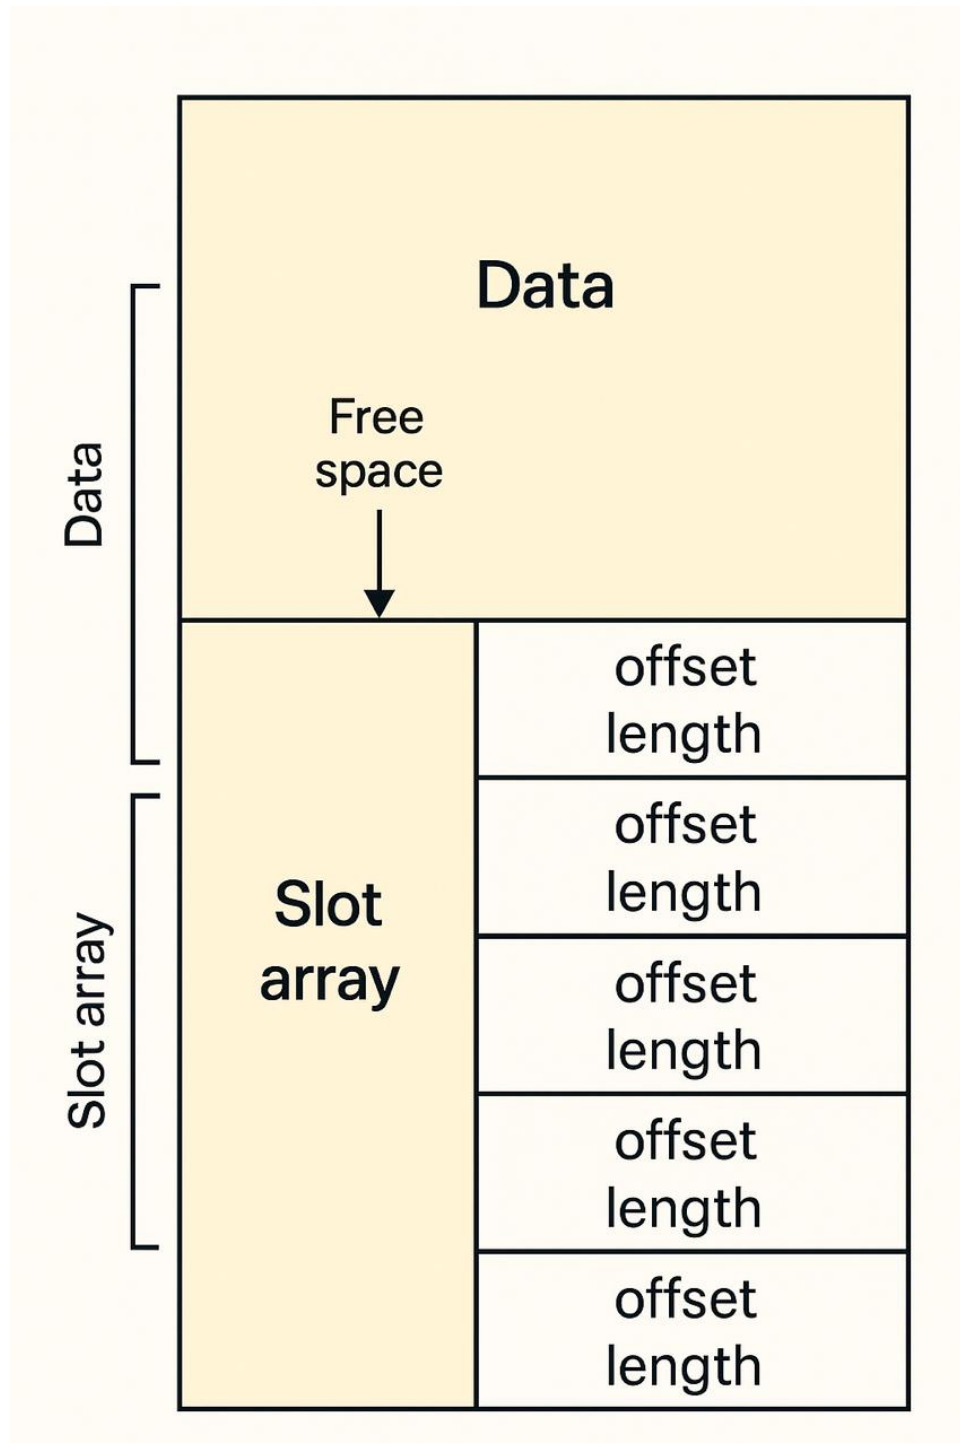 Data
Data
Free
space
Slot array
Slot
array
offset
length
offset
length
offset
length
offset
length
offset
length